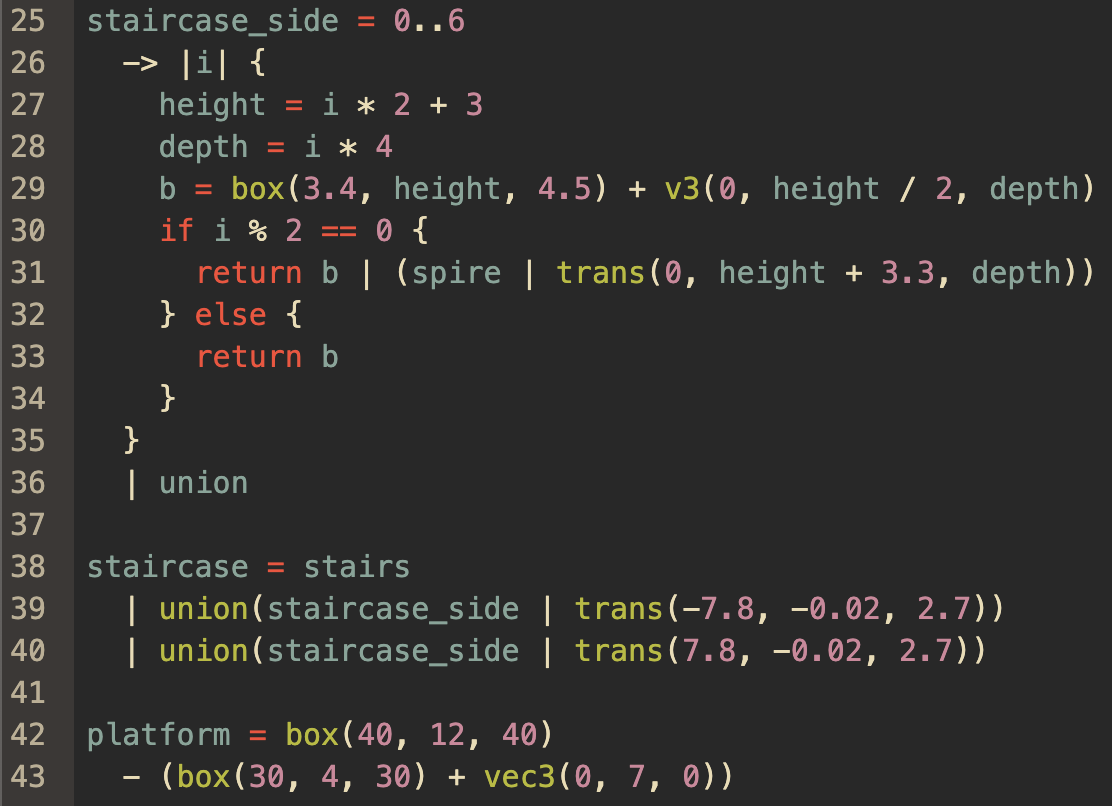 25 staircase_side = 0..6
26   -> |i| {
27     height = i * 2 + 3
28     depth = i * 4
29     b = box(3.4, height, 4.5) + v3(0, height / 2, depth)
30     if i % 2 == 0 {
31       return b | (spire | trans(0, height + 3.3, depth))
32     } else {
33       return b
34     }
35   }
36   | union
37
38 staircase = stairs
39   | union(staircase_side | trans(-7.8, -0.02, 2.7))
40   | union(staircase_side | trans(7.8, -0.02, 2.7))
41
42 platform = box(40, 12, 40)
43   - (box(30, 4, 30) + vec3(0, 7, 0))